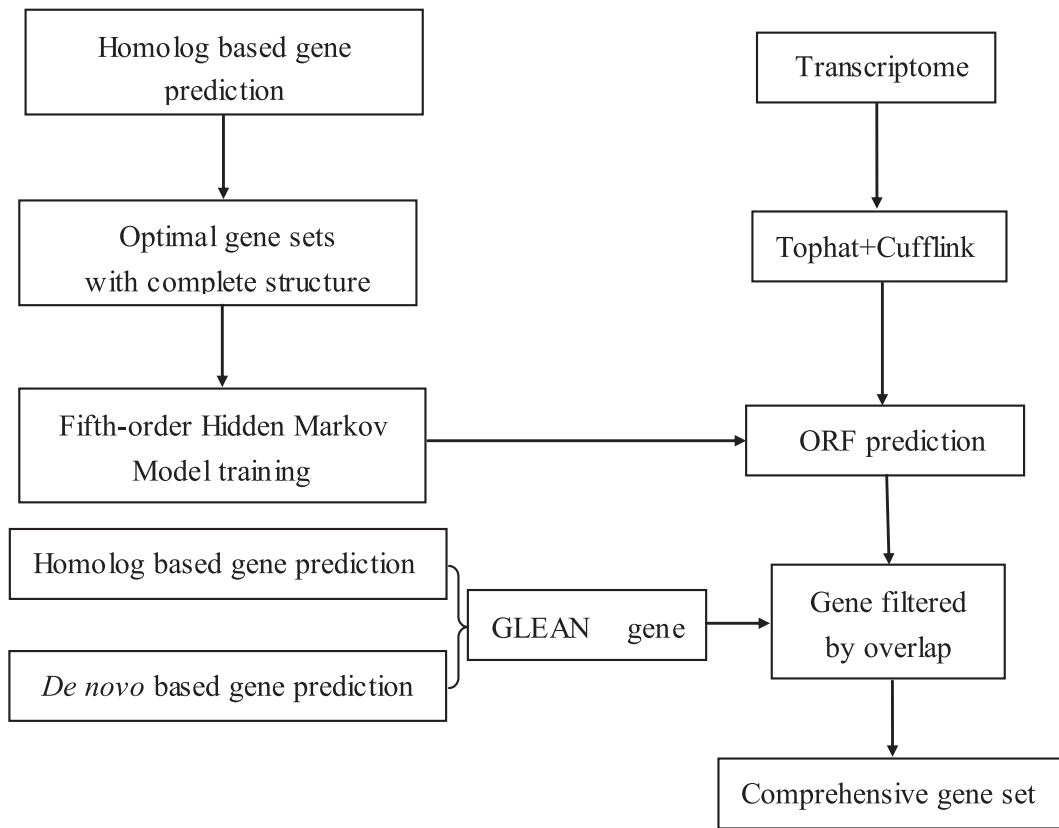 Homolog based gene
prediction
Transcriptome
Optimal gene sets
with complete structure
Tophat+Cufflink
Fifth-order Hidden Markov
Model training
ORF prediction
Homolog based gene prediction
GLEAN gene
De novo based gene prediction
Gene filtered
by overlap
Comprehensive gene set